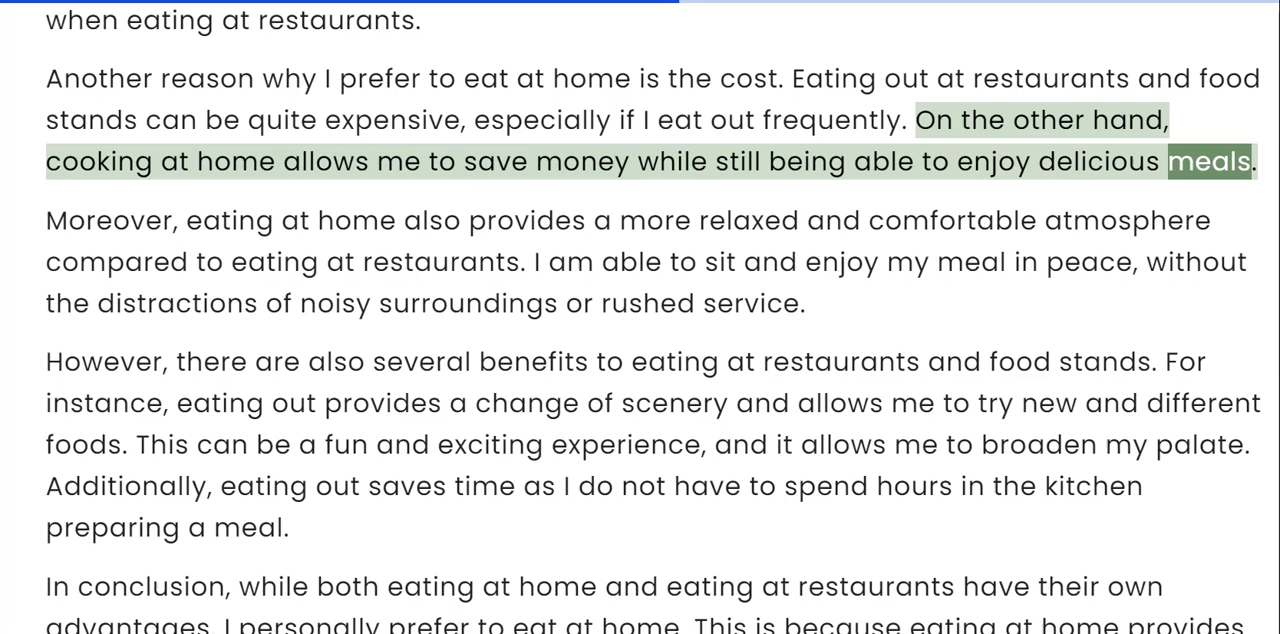 when eating at restaurants.
Another reason why I prefer to eat at home is the cost. Eating out at restaurants and food
stands can be quite expensive, especially if I eat out frequently. On the other hand,
cooking at home allows me to save money while still being able to enjoy delicious meals.
Moreover, eating at home also provides a more relaxed and comfortable atmosphere
compared to eating at restaurants. I am able to sit and enjoy my meal in peace, without
the distractions of noisy surroundings or rushed service.
However, there are also several benefits to eating at restaurants and food stands. For
instance, eating out provides a change of scenery and allows me to try new and different
foods. This can be a fun and exciting experience, and it allows me to broaden my palate.
Additionally, eating out saves time as I do not have to spend hours in the kitchen
preparing a meal.
In conclusion, while both eating at home and eating at restaurants have their own
advantages, I personally prefer to eat at home. This is because eating at home provides